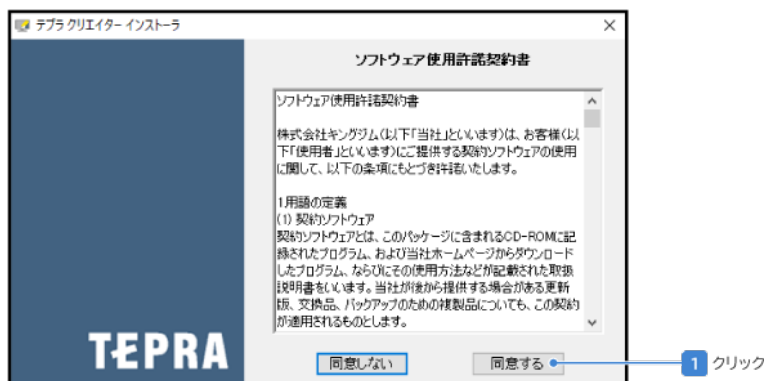 テプラクリエイター インストーラ
ソフトウェア使用許諾契約書
ソフトウェア使用許諾契約書
株式会社キングジム(以下「当社」といいます)は、お客様(以
下「使用者」といいます)にご提供する契約ソフトウェアの使用
に関して、以下の条項にもとづき許諾いたします。
1.用語の定義
(1) 契約ソフトウェア
契約ソフトウェアとは、このパッケージに含まれるCD-ROMに記
録されたプログラム、および当社ホームページからダウンロード
したプログラム、ならびにその使用方法などが記載された取扱
説明書をいいます。当社が後から提供する場合がある更新
版、交換品、バックアップのための複製品についても、この契約
が適用されるものとします。
TEPRA
同意しない
同意する
1 クリック